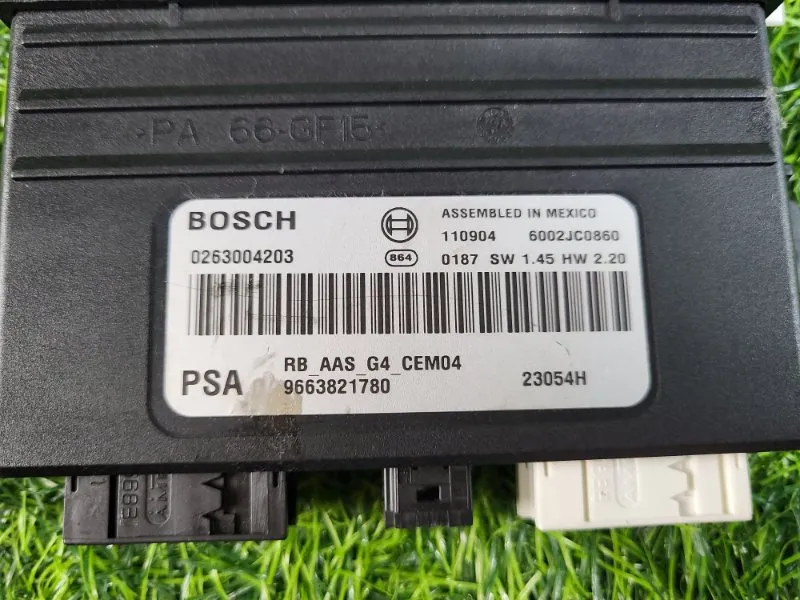 >PA 66-GF15<
BOSCH
ASSEMBLED IN MEXICO
110904 6002JC0860
0263004203
864
0187 SW 1.45 HW 2.20
RB_AAS_G4_CEM04
PSA 9663821780 23054H